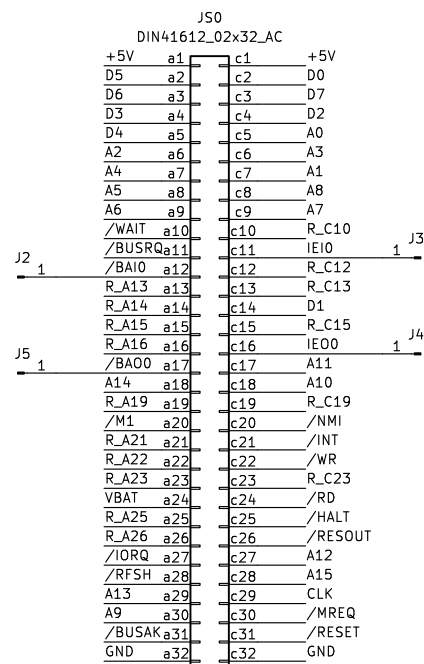 JS0
DIN41612_02x32_AC
+5V a1 c1 +5V
D5 a2 c2 D0
D6 a3 c3 D7
D3 a4 c4 D2
D4 a5 c5 A0
A2 a6 c6 A3
A4 a7 c7 A1
A5 a8 c8 A8
A6 a9 c9 A7
/WAIT a10 c10 R_C10
/BUSRQ a11 c11 IEI0 1 J3
J2 1 /BAI0 a12 c12 R_C12
R_A13 a13 c13 R_C13
R_A14 a14 c14 D1
R_A15 a15 c15 R_C15
R_A16 a16 c16 IEO0 1 J4
J5 1 /BAO0 a17 c17 A11
A14 a18 c18 A10
R_A19 a19 c19 R_C19
/M1 a20 c20 /NMI
R_A21 a21 c21 /INT
R_A22 a22 c22 /WR
R_A23 a23 c23 R_C23
VBAT a24 c24 /RD
R_A25 a25 c25 /HALT
R_A26 a26 c26 /RESOUT
/IORQ a27 c27 A12
/RFSH a28 c28 A15
A13 a29 c29 CLK
A9 a30 c30 /MREQ
/BUSAK a31 c31 /RESET
GND a32 c32 GND